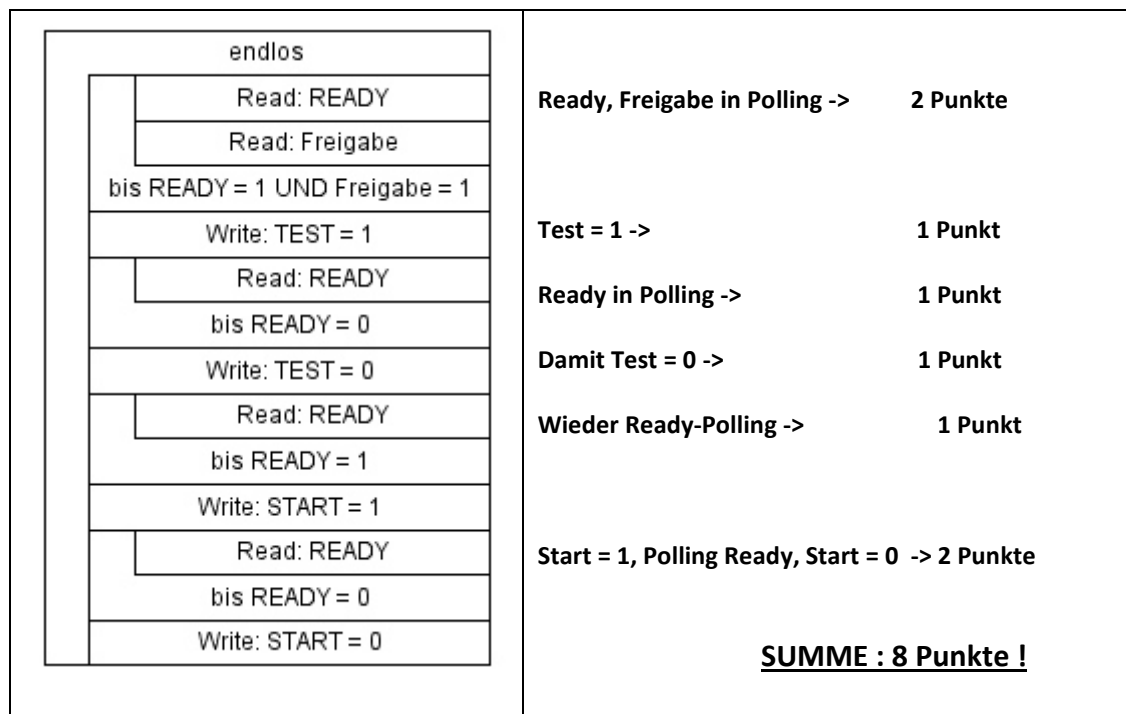 endlos
Read: READY
Read: Freigabe
bis READY = 1 UND Freigabe = 1
Write: TEST = 1
Read: READY
bis READY = 0
Write: TEST = 0
Read: READY
bis READY = 1
Write: START = 1
Read: READY
bis READY = 0
Write: START = 0
Ready, Freigabe in Polling -> 2 Punkte
Test = 1 -> 1 Punkt
Ready in Polling -> 1 Punkt
Damit Test = 0 -> 1 Punkt
Wieder Ready-Polling -> 1 Punkt
Start = 1, Polling Ready, Start = 0 -> 2 Punkte
SUMME : 8 Punkte !